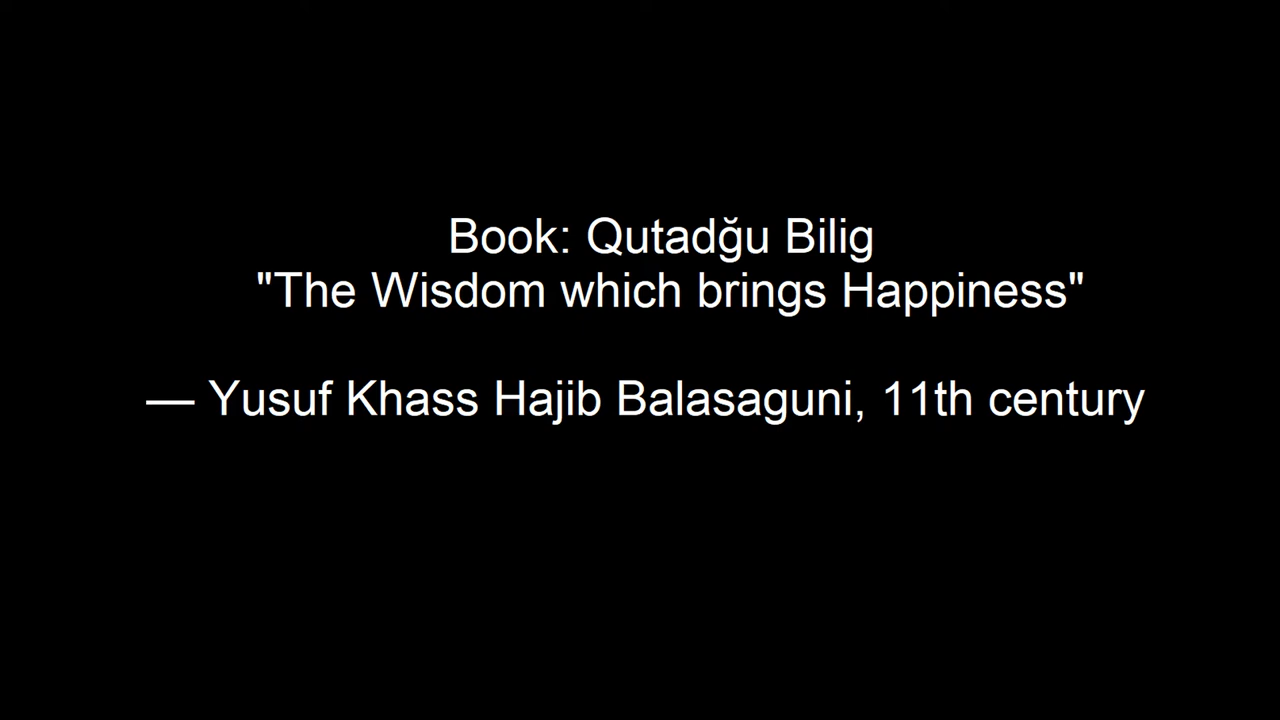 Book: Qutadğu Bilig
"The Wisdom which brings Happiness"
— Yusuf Khass Hajib Balasaguni, 11th century